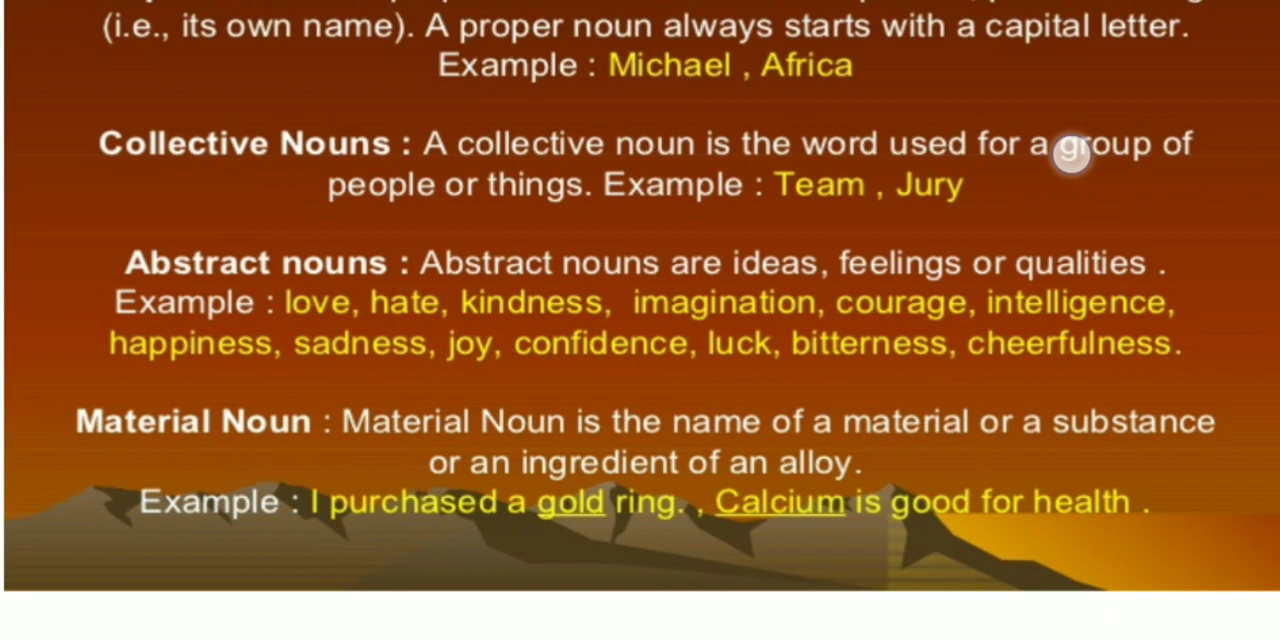 (i.e., its own name). A proper noun always starts with a capital letter.
Example : Michael , Africa
Collective Nouns : A collective noun is the word used for a group of
people or things. Example : Team , Jury
Abstract nouns : Abstract nouns are ideas, feelings or qualities .
Example : love, hate, kindness, imagination, courage, intelligence,
happiness, sadness, joy, confidence, luck, bitterness, cheerfulness.
Material Noun : Material Noun is the name of a material or a substance
or an ingredient of an alloy.
Example : I purchased a gold ring. , Calcium is good for health .